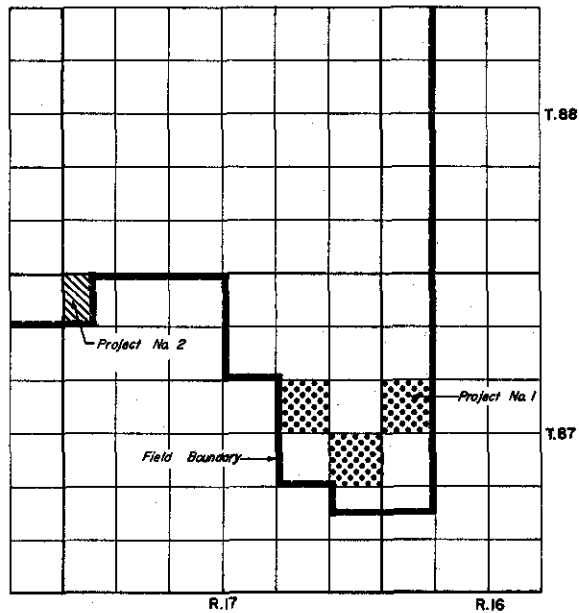 T.88
Project No. 2
Project No. 1
T.87
Field Boundary
R.17
R.16